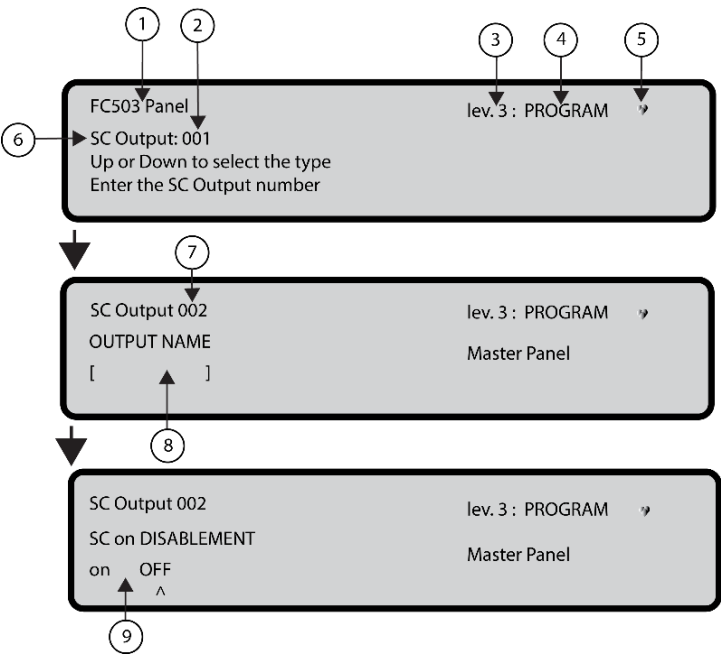 1 2 3 4 5
FC503 Panel lev. 3 : PROGRAM
6
SC Output: 001
Up or Down to select the type
Enter the SC Output number
7
SC Output 002 lev. 3 : PROGRAM
OUTPUT NAME Master Panel
[ ]
8
SC Output 002 lev. 3 : PROGRAM
SC on DISABLEMENT Master Panel
on OFF
^
9